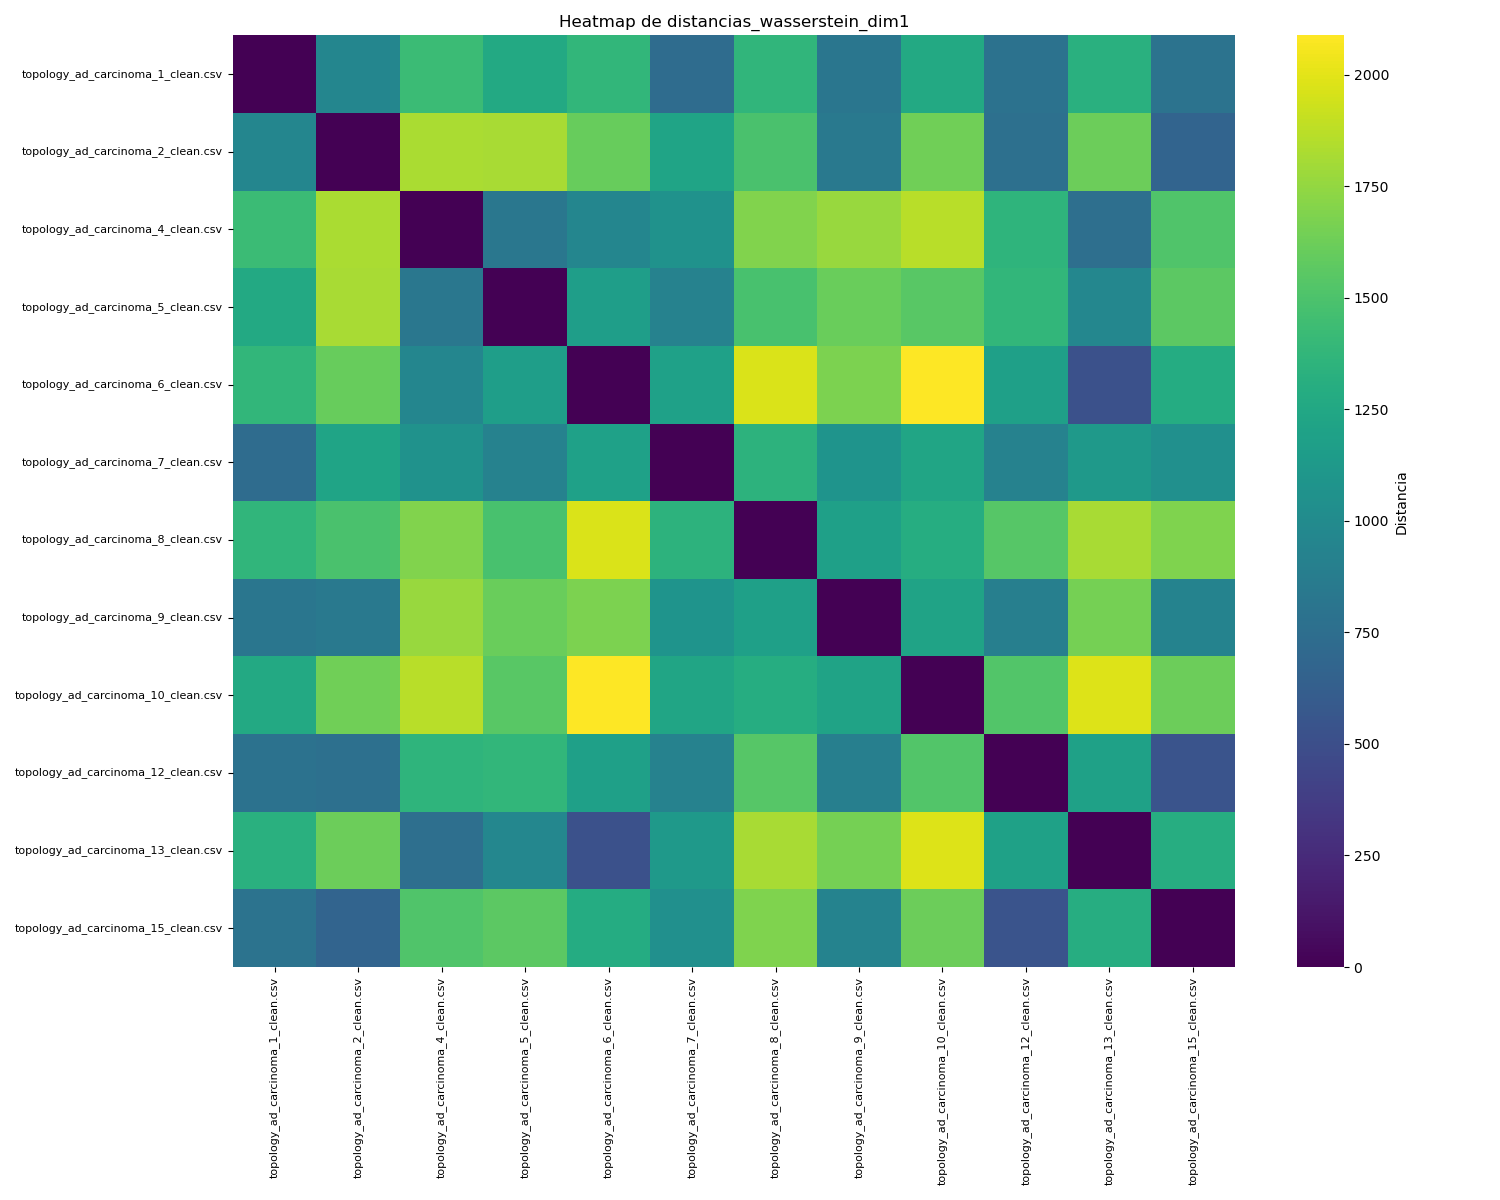 Heatmap de distancias_wasserstein_dim1
topology_ad_carcinoma_1_clean.csv
topology_ad_carcinoma_2_clean.csv
topology_ad_carcinoma_4_clean.csv
topology_ad_carcinoma_5_clean.csv
topology_ad_carcinoma_6_clean.csv
topology_ad_carcinoma_7_clean.csv
topology_ad_carcinoma_8_clean.csv
topology_ad_carcinoma_9_clean.csv
topology_ad_carcinoma_10_clean.csv
topology_ad_carcinoma_12_clean.csv
topology_ad_carcinoma_13_clean.csv
topology_ad_carcinoma_15_clean.csv
topology_ad_carcinoma_1_clean.csv
topology_ad_carcinoma_2_clean.csv
topology_ad_carcinoma_4_clean.csv
topology_ad_carcinoma_5_clean.csv
topology_ad_carcinoma_6_clean.csv
topology_ad_carcinoma_7_clean.csv
topology_ad_carcinoma_8_clean.csv
topology_ad_carcinoma_9_clean.csv
topology_ad_carcinoma_10_clean.csv
topology_ad_carcinoma_12_clean.csv
topology_ad_carcinoma_13_clean.csv
topology_ad_carcinoma_15_clean.csv
2000
1750
1500
1250
1000
750
500
250
0
Distancia